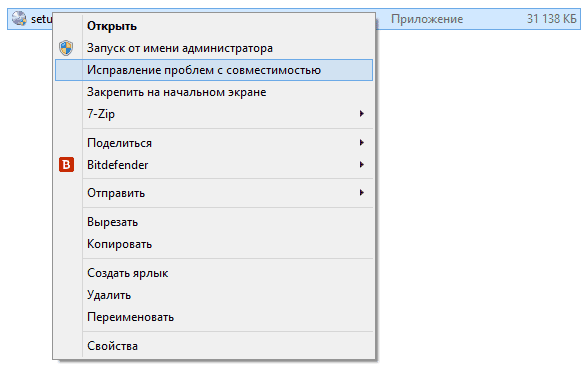 setu
Приложение
31 138 КБ
Открыть
Запуск от имени администратора
Исправление проблем с совместимостью
Закрепить на начальном экране
7-Zip
Поделиться
B Bitdefender
Отправить
Вырезать
Копировать
Создать ярлык
Удалить
Переименовать
Свойства